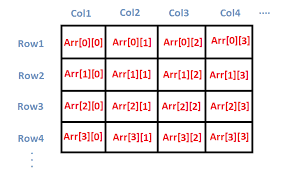 Col1 Col2 Col3 Col4 ....
Row1 Arr[0][0] Arr[0][1] Arr[0][2] Arr[0][3]
Row2 Arr[1][0] Arr[1][1] Arr[1][2] Arr[1][3]
Row3 Arr[2][0] Arr[2][1] Arr[2][2] Arr[2][3]
Row4 Arr[3][0] Arr[3][1] Arr[3][2] Arr[3][3]